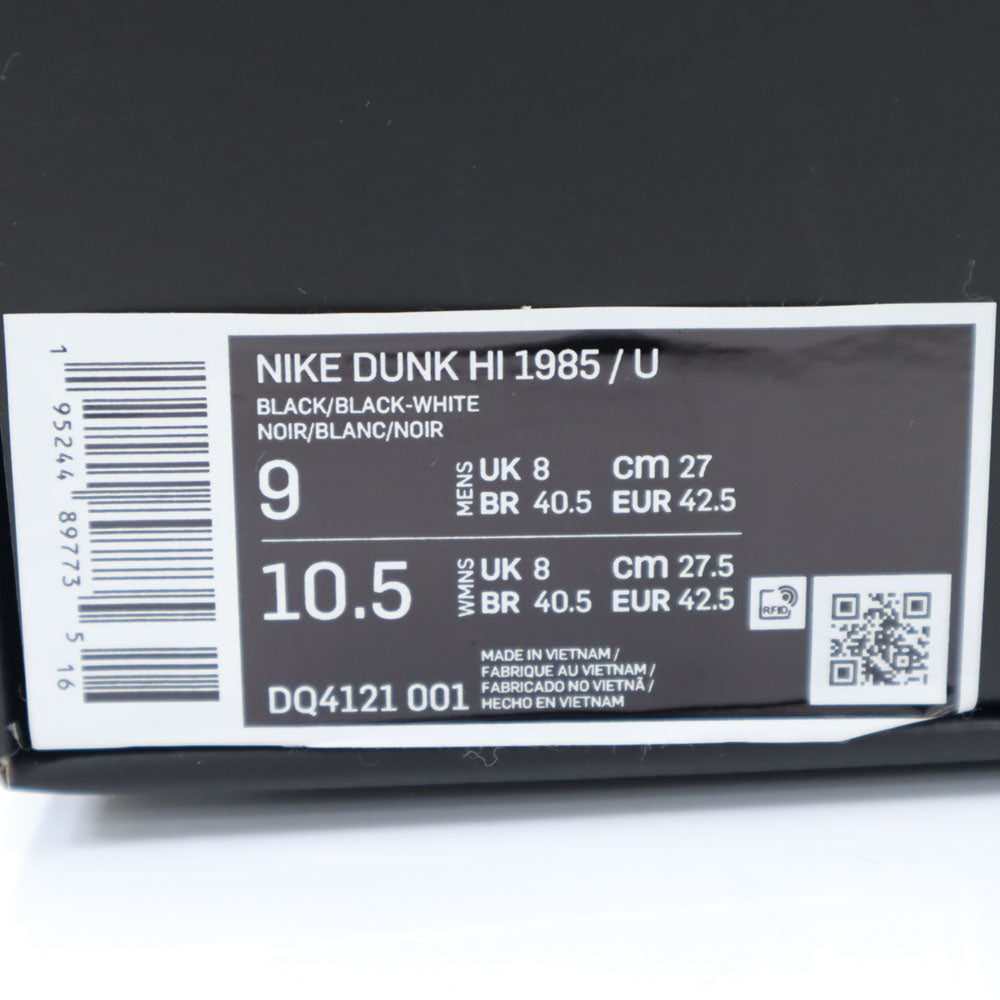 1 95244 89773 5 16
NIKE DUNK HI 1985 / U
BLACK/BLACK-WHITE
NOIR/BLANC/NOIR
9 MENS UK 8 cm 27
BR 40.5 EUR 42.5
10.5 WMNS UK 8 cm 27.5
BR 40.5 EUR 42.5
RFID
MADE IN VIETNAM /
FABRIQUE AU VIETNAM /
FABRICADO NO VIETNÃ /
HECHO EN VIETNAM
DQ4121 001